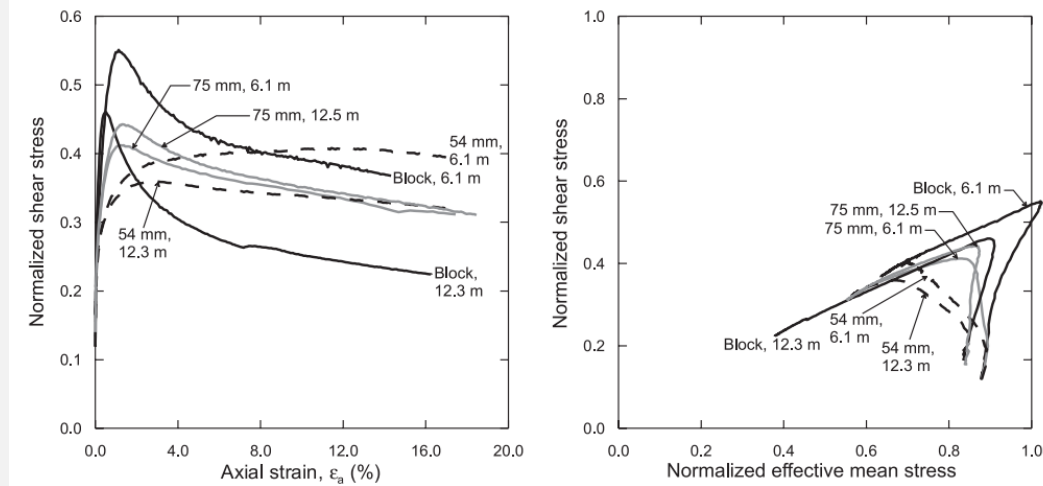 0.6
0.5
0.4
0.3
0.2
0.1
0.0
Normalized shear stress
0.0
4.0
8.0
12.0
16.0
20.0
Axial strain, εa (%)
75 mm, 6.1 m
75 mm, 12.5 m
54 mm,
6.1 m
Block, 6.1 m
54 mm,
12.3 m
Block,
12.3 m
1.0
0.8
0.6
0.4
0.2
0.0
Normalized shear stress
0.0
0.2
0.4
0.6
0.8
1.0
Normalized effective mean stress
Block, 6.1 m
75 mm, 12.5 m
75 mm, 6.1 m
54 mm,
6.1 m
Block, 12.3 m
54 mm,
12.3 m